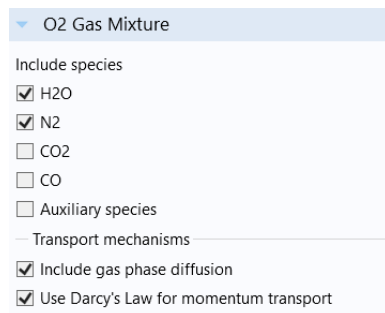 O2 Gas Mixture
Include species
H2O
N2
CO2
CO
Auxiliary species
Transport mechanisms
Include gas phase diffusion
Use Darcy's Law for momentum transport